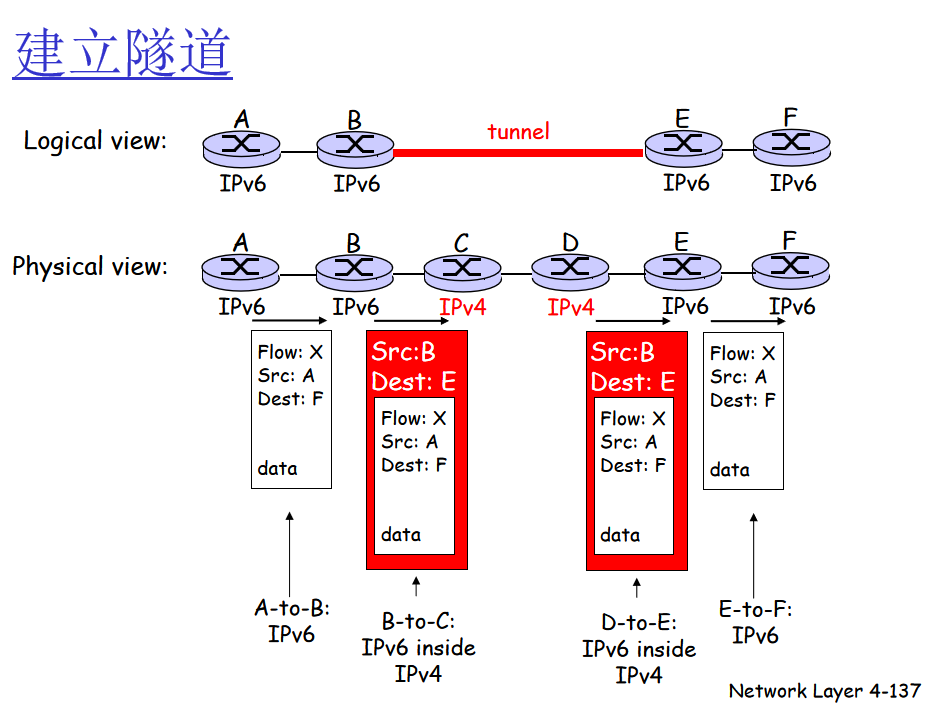 建立隧道
A B E F
Logical view: tunnel
IPv6 IPv6 IPv6 IPv6
A B C D E F
Physical view:
IPv6 IPv6 IPv4 IPv4 IPv6 IPv6
Flow: X
Src: A
Dest: F
data
Src:B
Dest: E
Flow: X
Src: A
Dest: F
data
Src:B
Dest: E
Flow: X
Src: A
Dest: F
data
Flow: X
Src: A
Dest: F
data
A-to-B:
IPv6
B-to-C:
IPv6 inside
IPv4
D-to-E:
IPv6 inside
IPv4
E-to-F:
IPv6
Network Layer 4-137